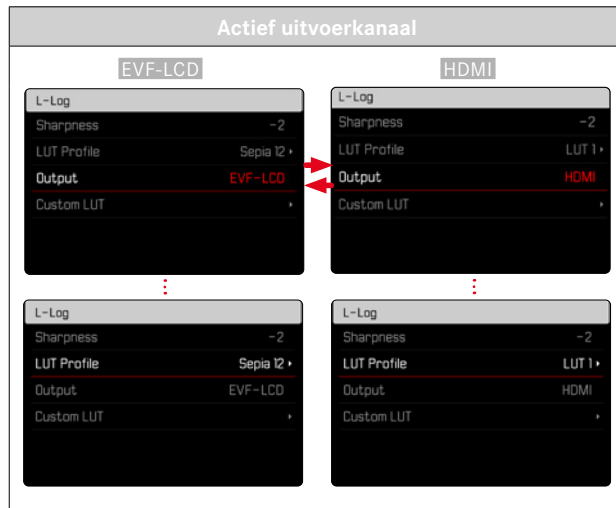 Actief uitvoerkanaal
EVF-LCD
L-Log
Sharpness -2
LUT Profile Sepia 12
Output EVF-LCD
Custom LUT
HDMI
L-Log
Sharpness -2
LUT Profile LUT 1
Output HDMI
Custom LUT
L-Log
Sharpness -2
LUT Profile Sepia 12
Output EVF-LCD
Custom LUT
L-Log
Sharpness -2
LUT Profile LUT 1
Output HDMI
Custom LUT